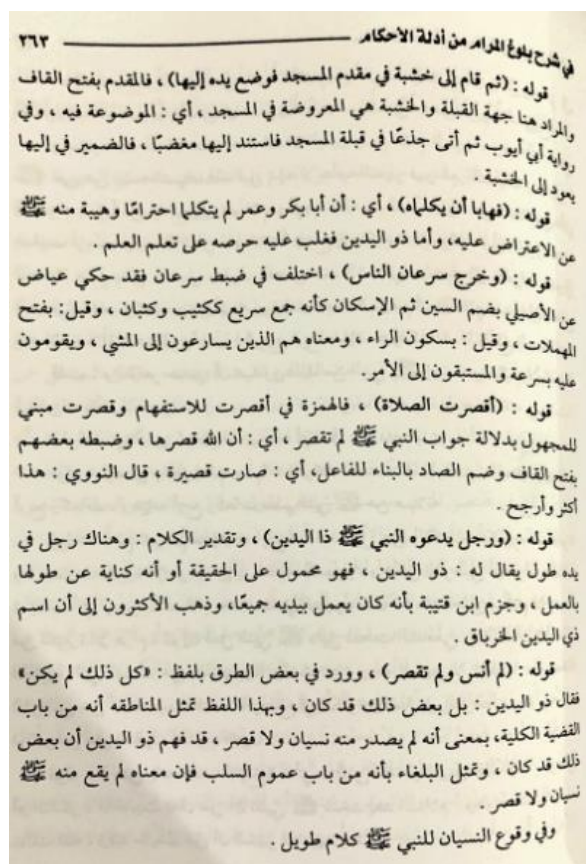 في شرح بلوغ المرام من أدلة الأحكام ٢٦٣
قوله : (ثم قام إلى خشبة في مقدم المسجد فوضع يده إليها) ، فالمقدم بفتح القاف
والمراد هنا جهة القبلة والخشبة هي المعروضة في المسجد ، أي : الموضوعة فيه ، وفي
رواية أبي أيوب ثم أتى جذعًا في قبلة المسجد فاستند إليها مغضبًا ، فالضمير في إليها
يعود إلى الخشبة .
قوله : (فهابا أن يكلماه) ، أي : أن أبا بكر وعمر لم يتكلما احترامًا وهيبة منه ﷺ
عن الاعتراض عليه، وأما ذو اليدين فغلب عليه حرصه على تعلم العلم .
قوله : (وخرج سرعان الناس) ، اختلف في ضبط سرعان فقد حكي عياض
عن الأصيلي بضم السين ثم الإسكان كأنه جمع سريع ككثيب وكثبان ، وقيل: بفتح
المهملات ، وقيل : بسكون الراء ، ومعناه هم الذين يسارعون إلى المشي ، ويقومون
عليه بسرعة والمستبقون إلى الأمر.
قوله : (أقصرت الصلاة) ، فالهمزة في أقصرت للاستفهام وقصرت مبني
للمجهول بدلالة جواب النبي ﷺ لم تقصر ، أي : أن الله قصرها ، وضبطه بعضهم
بفتح القاف وضم الصاد بالبناء للفاعل، أي : صارت قصيرة ، قال النووي : هذا
أكثر وأرجح .
قوله : (ورجل يدعوه النبي ﷺ ذا اليدين) ، وتقدير الكلام : وهناك رجل في
يده طول يقال له : ذو اليدين ، فهو محمول على الحقيقة أو أنه كناية عن طولها
بالعمل ، وجزم ابن قتيبة بأنه كان يعمل بيديه جميعًا، وذهب الأكثرون إلى أن اسم
ذي اليدين الخرباق .
قوله : (لم أنس ولم تقصر) ، وورد في بعض الطرق بلفظ : «كل ذلك لم يكن»
فقال ذو اليدين : بل بعض ذلك قد كان ، وبهذا اللفظ تمثل المناطقه أنه من باب
القضية الكلية، بمعنى أنه لم يصدر منه نسيان ولا قصر ، قد فهم ذو اليدين أن بعض
ذلك قد كان ، وتمثل البلغاء بأنه من باب عموم السلب فإن معناه لم يقع منه ﷺ
نسيان ولا قصر .
وفي وقوع النسيان للنبي ﷺ كلام طويل .